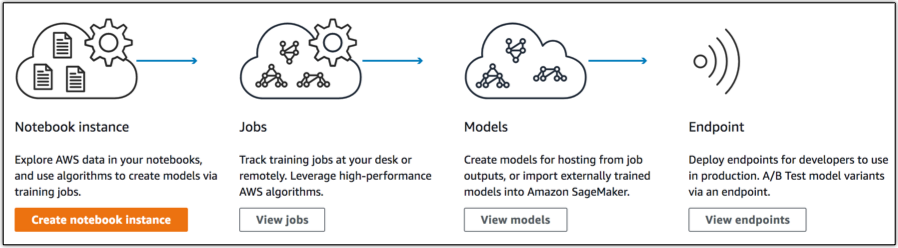 Notebook instance
Explore AWS data in your notebooks,
and use algorithms to create models via
training jobs.
Create notebook instance
Jobs
Track training jobs at your desk or
remotely. Leverage high-performance
AWS algorithms.
View jobs
Models
Create models for hosting from job
outputs, or import externally trained
models into Amazon SageMaker.
View models
Endpoint
Deploy endpoints for developers to use
in production. A/B Test model variants
via an endpoint.
View endpoints